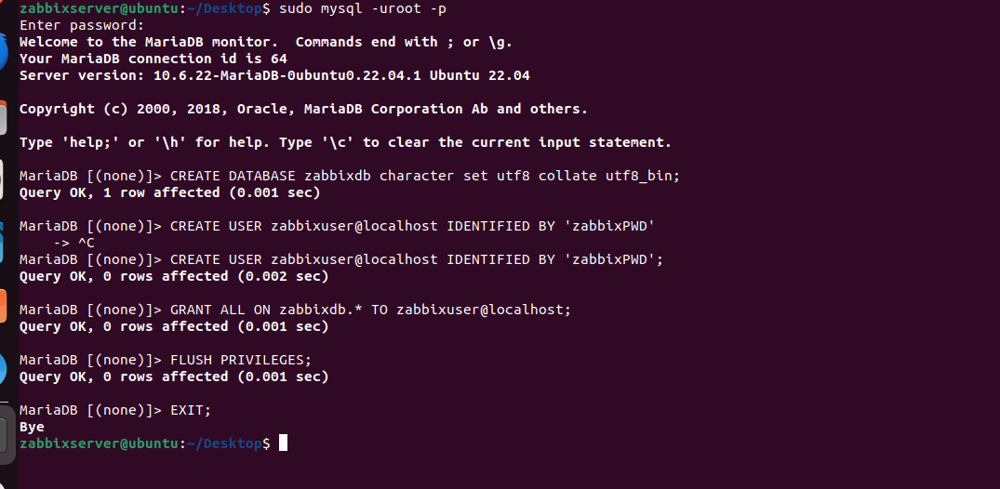 zabbixserver@ubuntu:~/Desktop$ sudo mysql -uroot -p
Enter password:
Welcome to the MariaDB monitor.  Commands end with ; or \g.
Your MariaDB connection id is 64
Server version: 10.6.22-MariaDB-0ubuntu0.22.04.1 Ubuntu 22.04

Copyright (c) 2000, 2018, Oracle, MariaDB Corporation Ab and others.

Type 'help;' or '\h' for help. Type '\c' to clear the current input statement.

MariaDB [(none)]> CREATE DATABASE zabbixdb character set utf8 collate utf8_bin;
Query OK, 1 row affected (0.001 sec)

MariaDB [(none)]> CREATE USER zabbixuser@localhost IDENTIFIED BY 'zabbixPWD'
    -> ^C
MariaDB [(none)]> CREATE USER zabbixuser@localhost IDENTIFIED BY 'zabbixPWD';
Query OK, 0 rows affected (0.002 sec)

MariaDB [(none)]> GRANT ALL ON zabbixdb.* TO zabbixuser@localhost;
Query OK, 0 rows affected (0.001 sec)

MariaDB [(none)]> FLUSH PRIVILEGES;
Query OK, 0 rows affected (0.001 sec)

MariaDB [(none)]> EXIT;
Bye
zabbixserver@ubuntu:~/Desktop$